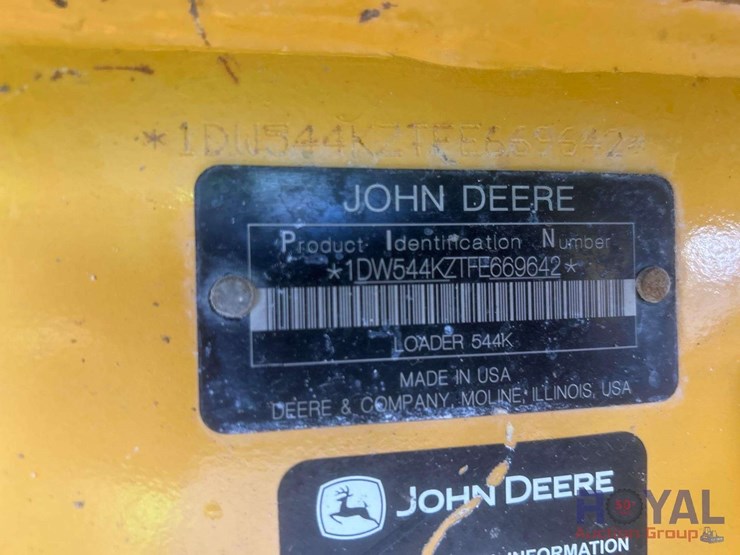 *1DW544KZTFE669642*
JOHN DEERE
Product Identification Number
*1DW544KZTFE669642*
LOADER 544K
MADE IN USA
DEERE & COMPANY, MOLINE, ILLINOIS, USA
JOHN DEERE
INFORMATION
ROYAL
Auction Group